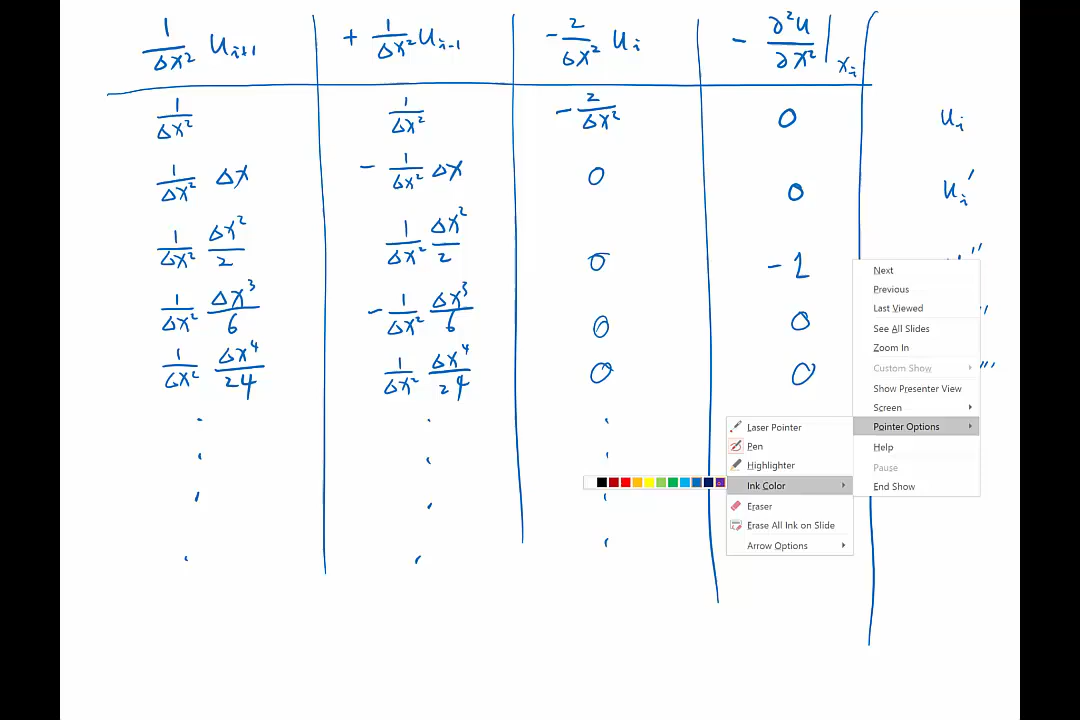 1/Δx² u_{i+1} + 1/Δx² u_{i-1} - 2/Δx² u_i - ∂²u/∂x² |_{x_i}
1/Δx² 1/Δx² - 2/Δx² 0 u_i
1/Δx² Δx - 1/Δx² Δx 0 0 u_i'
1/Δx² Δx²/2 1/Δx² Δx²/2 0 -1 ''
1/Δx² Δx³/6 - 1/Δx² Δx³/6 0 0
1/Δx² Δx⁴/24 1/Δx² Δx⁴/24 0 0 '''
Next
Previous
Last Viewed
See All Slides
Zoom In
Custom Show
Show Presenter View
Screen
Pointer Options
Help
Pause
End Show
Laser Pointer
Pen
Highlighter
Ink Color
Eraser
Erase All Ink on Slide
Arrow Options